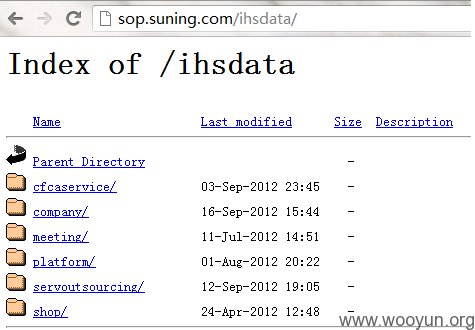 sop.suning.com/ihsdata/
Index of /ihsdata
Name Last modified Size Description
Parent Directory -
cfcaservice/ 03-Sep-2012 23:45 -
company/ 16-Sep-2012 15:44 -
meeting/ 11-Jul-2012 14:51 -
platform/ 01-Aug-2012 20:22 -
servoutsourcing/ 12-Sep-2012 19:05 -
shop/ 24-Apr-2012 12:48 -
www.wooyun.org